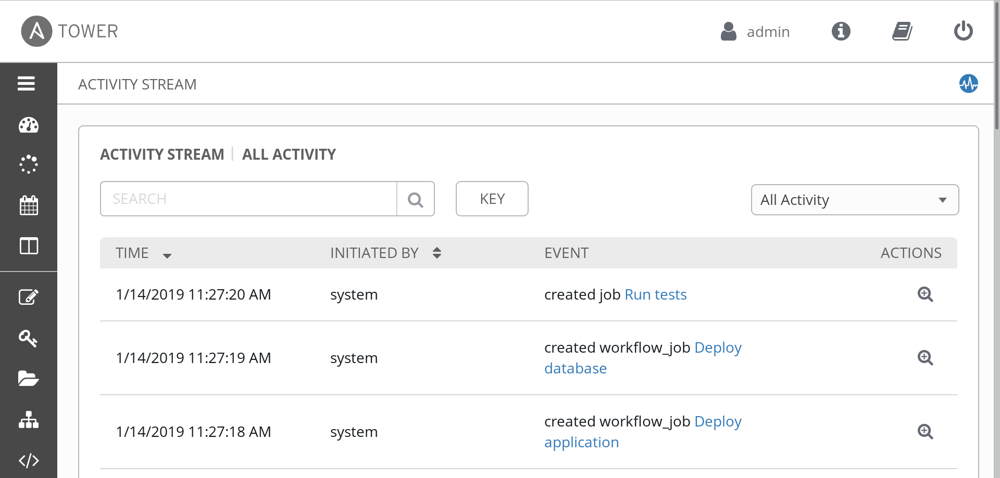 TOWER
admin
ACTIVITY STREAM
ACTIVITY STREAM | ALL ACTIVITY
SEARCH
KEY
All Activity
TIME INITIATED BY EVENT ACTIONS
1/14/2019 11:27:20 AM system created job Run tests
1/14/2019 11:27:19 AM system created workflow_job Deploy
database
1/14/2019 11:27:18 AM system created workflow_job Deploy
application